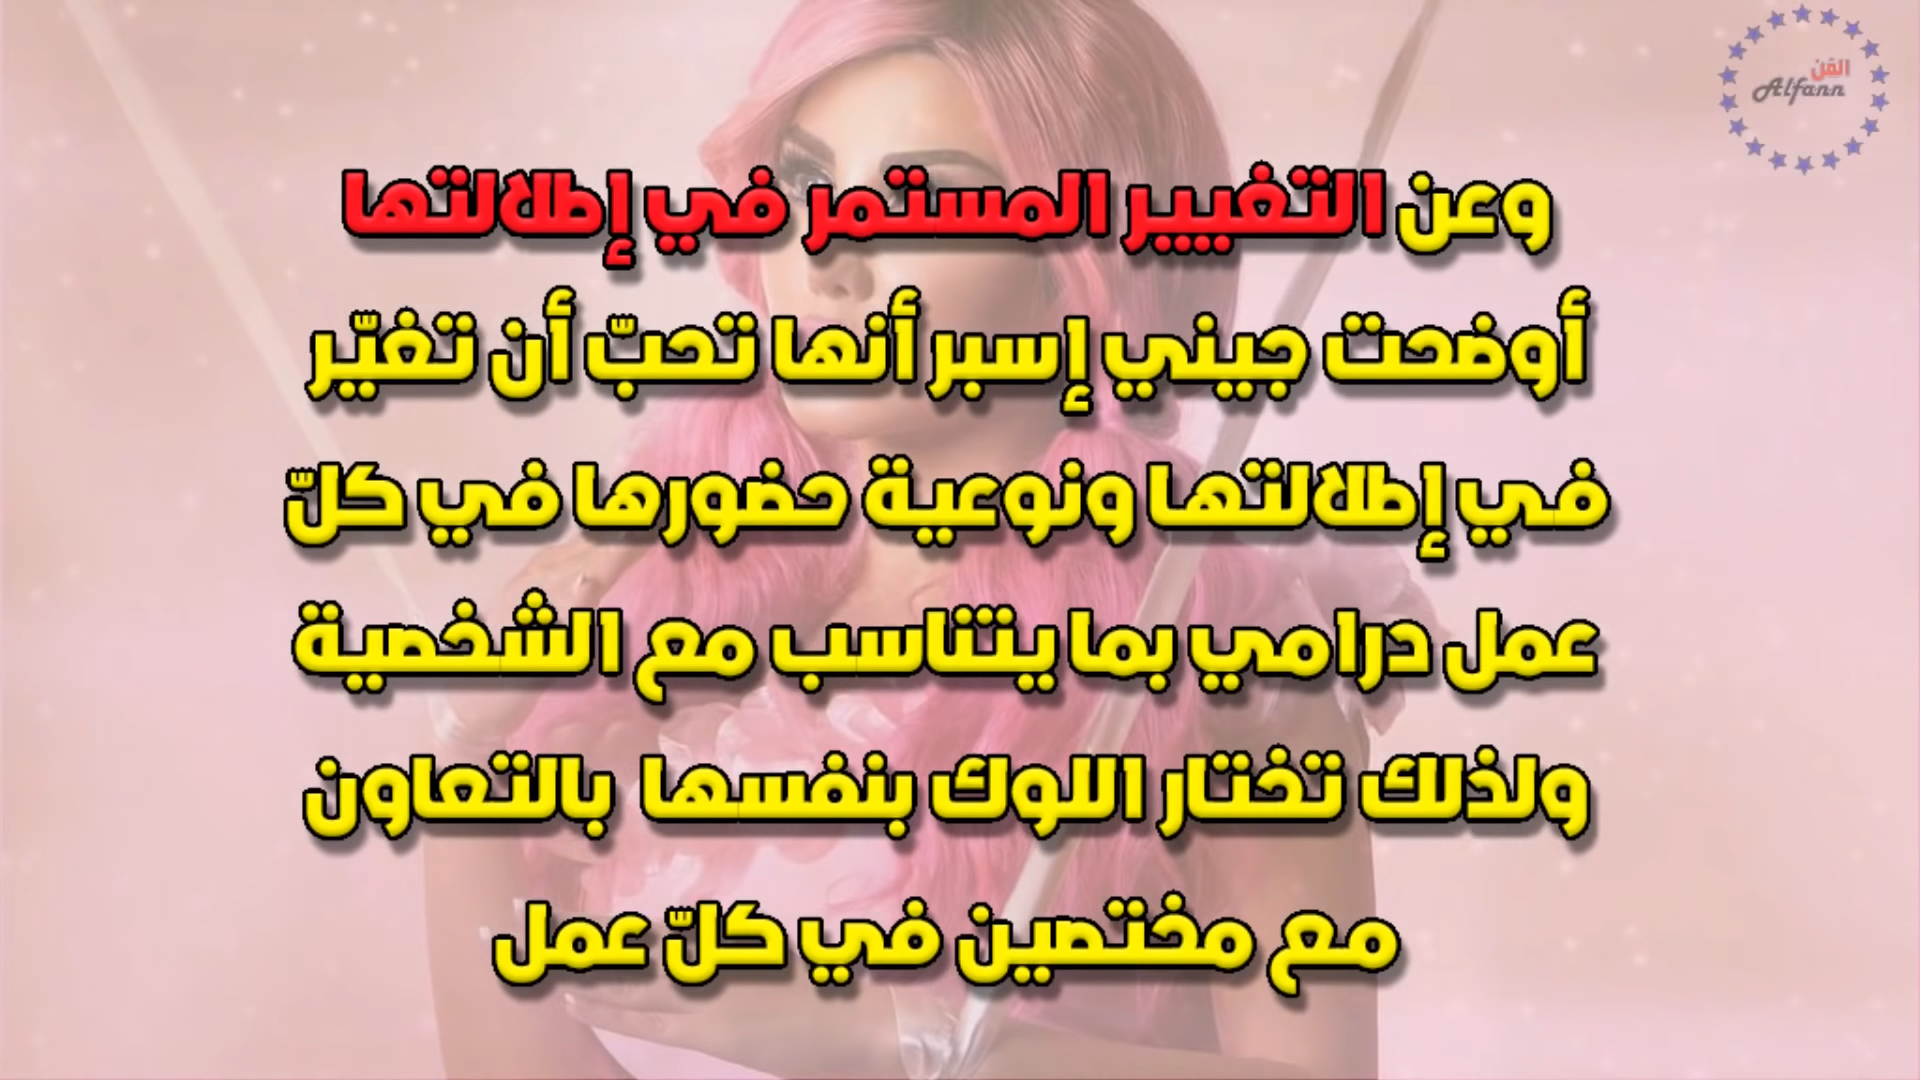 الفن
Alfann
وعن التغيير المستمر في إطلالتها
أوضحت جيني إسبر أنها تحبّ أن تغيّر
في إطلالتها ونوعية حضورها في كلّ
عمل درامي بما يتناسب مع الشخصية
ولذلك تختار اللوك بنفسها بالتعاون
مع مختصين في كلّ عمل